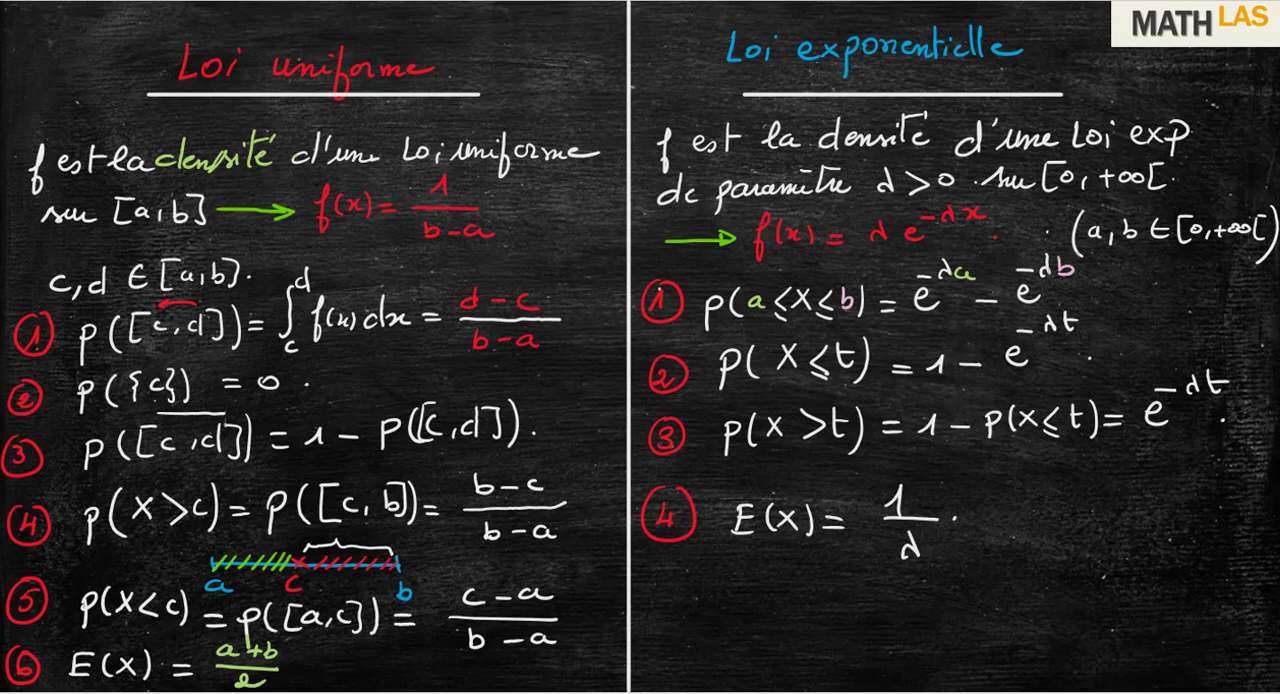 Loi uniforme
f est la densité d'une Loi uniforme
sur [a,b] → f(x) = 1/(b-a)
c,d ∈ [a,b].
① p([c,d]) = ∫_c^d f(x) dx = (d-c)/(b-a)
② p({c}) = 0.
③ p(\overline{[c,d]}) = 1 - p([c,d]).
④ p(X>c) = p([c,b]) = (b-c)/(b-a)
a c b
⑤ p(X<c) = p([a,c]) = (c-a)/(b-a)
⑥ E(X) = (a+b)/2
MATH LAS
Loi exponentielle
f est la densité d'une Loi exp
de paramètre λ>0 sur [0,+∞[.
→ f(x) = λ e^{-λx}. (a,b ∈ [0,+∞[)
① p(a≤X≤b) = e^{-λa} - e^{-λb}
② p(X≤t) = 1 - e^{-λt}.
③ p(X>t) = 1 - p(X≤t) = e^{-λt}.
④ E(X) = 1/λ.